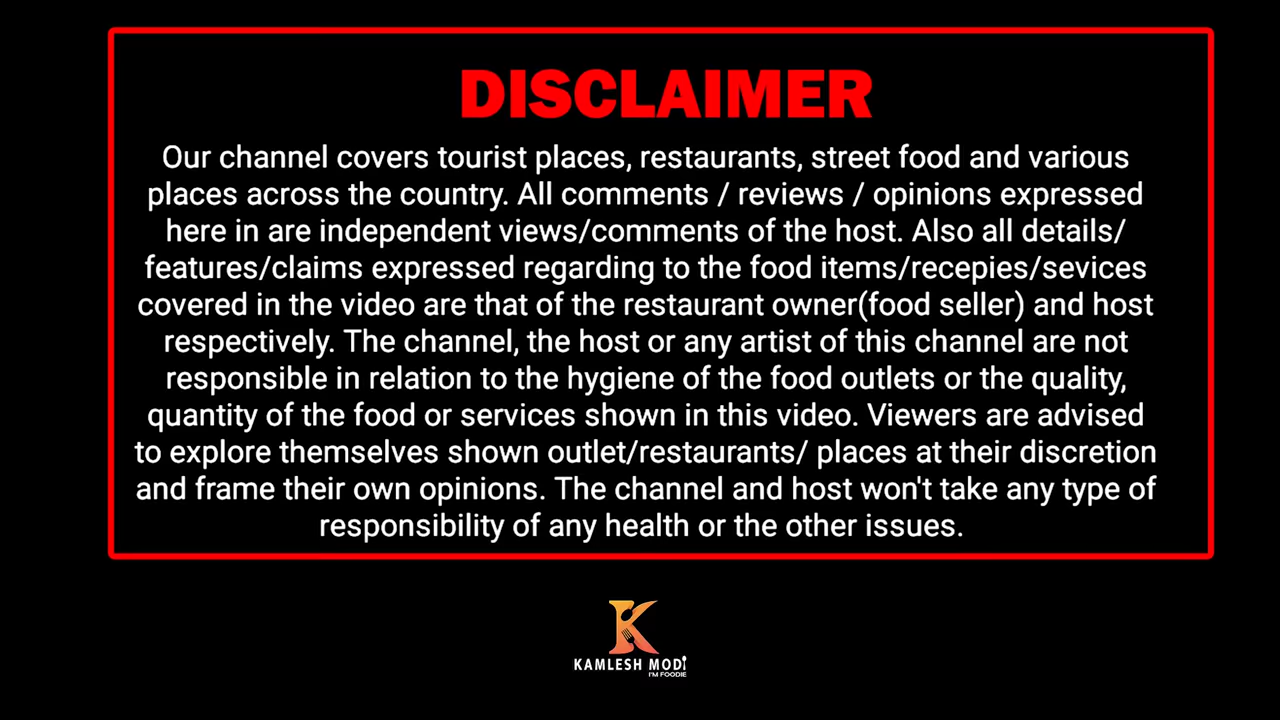 DISCLAIMER
Our channel covers tourist places, restaurants, street food and various
places across the country. All comments / reviews / opinions expressed
here in are independent views/comments of the host. Also all details/
features/claims expressed regarding to the food items/recepies/sevices
covered in the video are that of the restaurant owner(food seller) and host
respectively. The channel, the host or any artist of this channel are not
responsible in relation to the hygiene of the food outlets or the quality,
quantity of the food or services shown in this video. Viewers are advised
to explore themselves shown outlet/restaurants/ places at their discretion
and frame their own opinions. The channel and host won't take any type of
responsibility of any health or the other issues.
K
KAMLESH MODI
I'M FOODIE